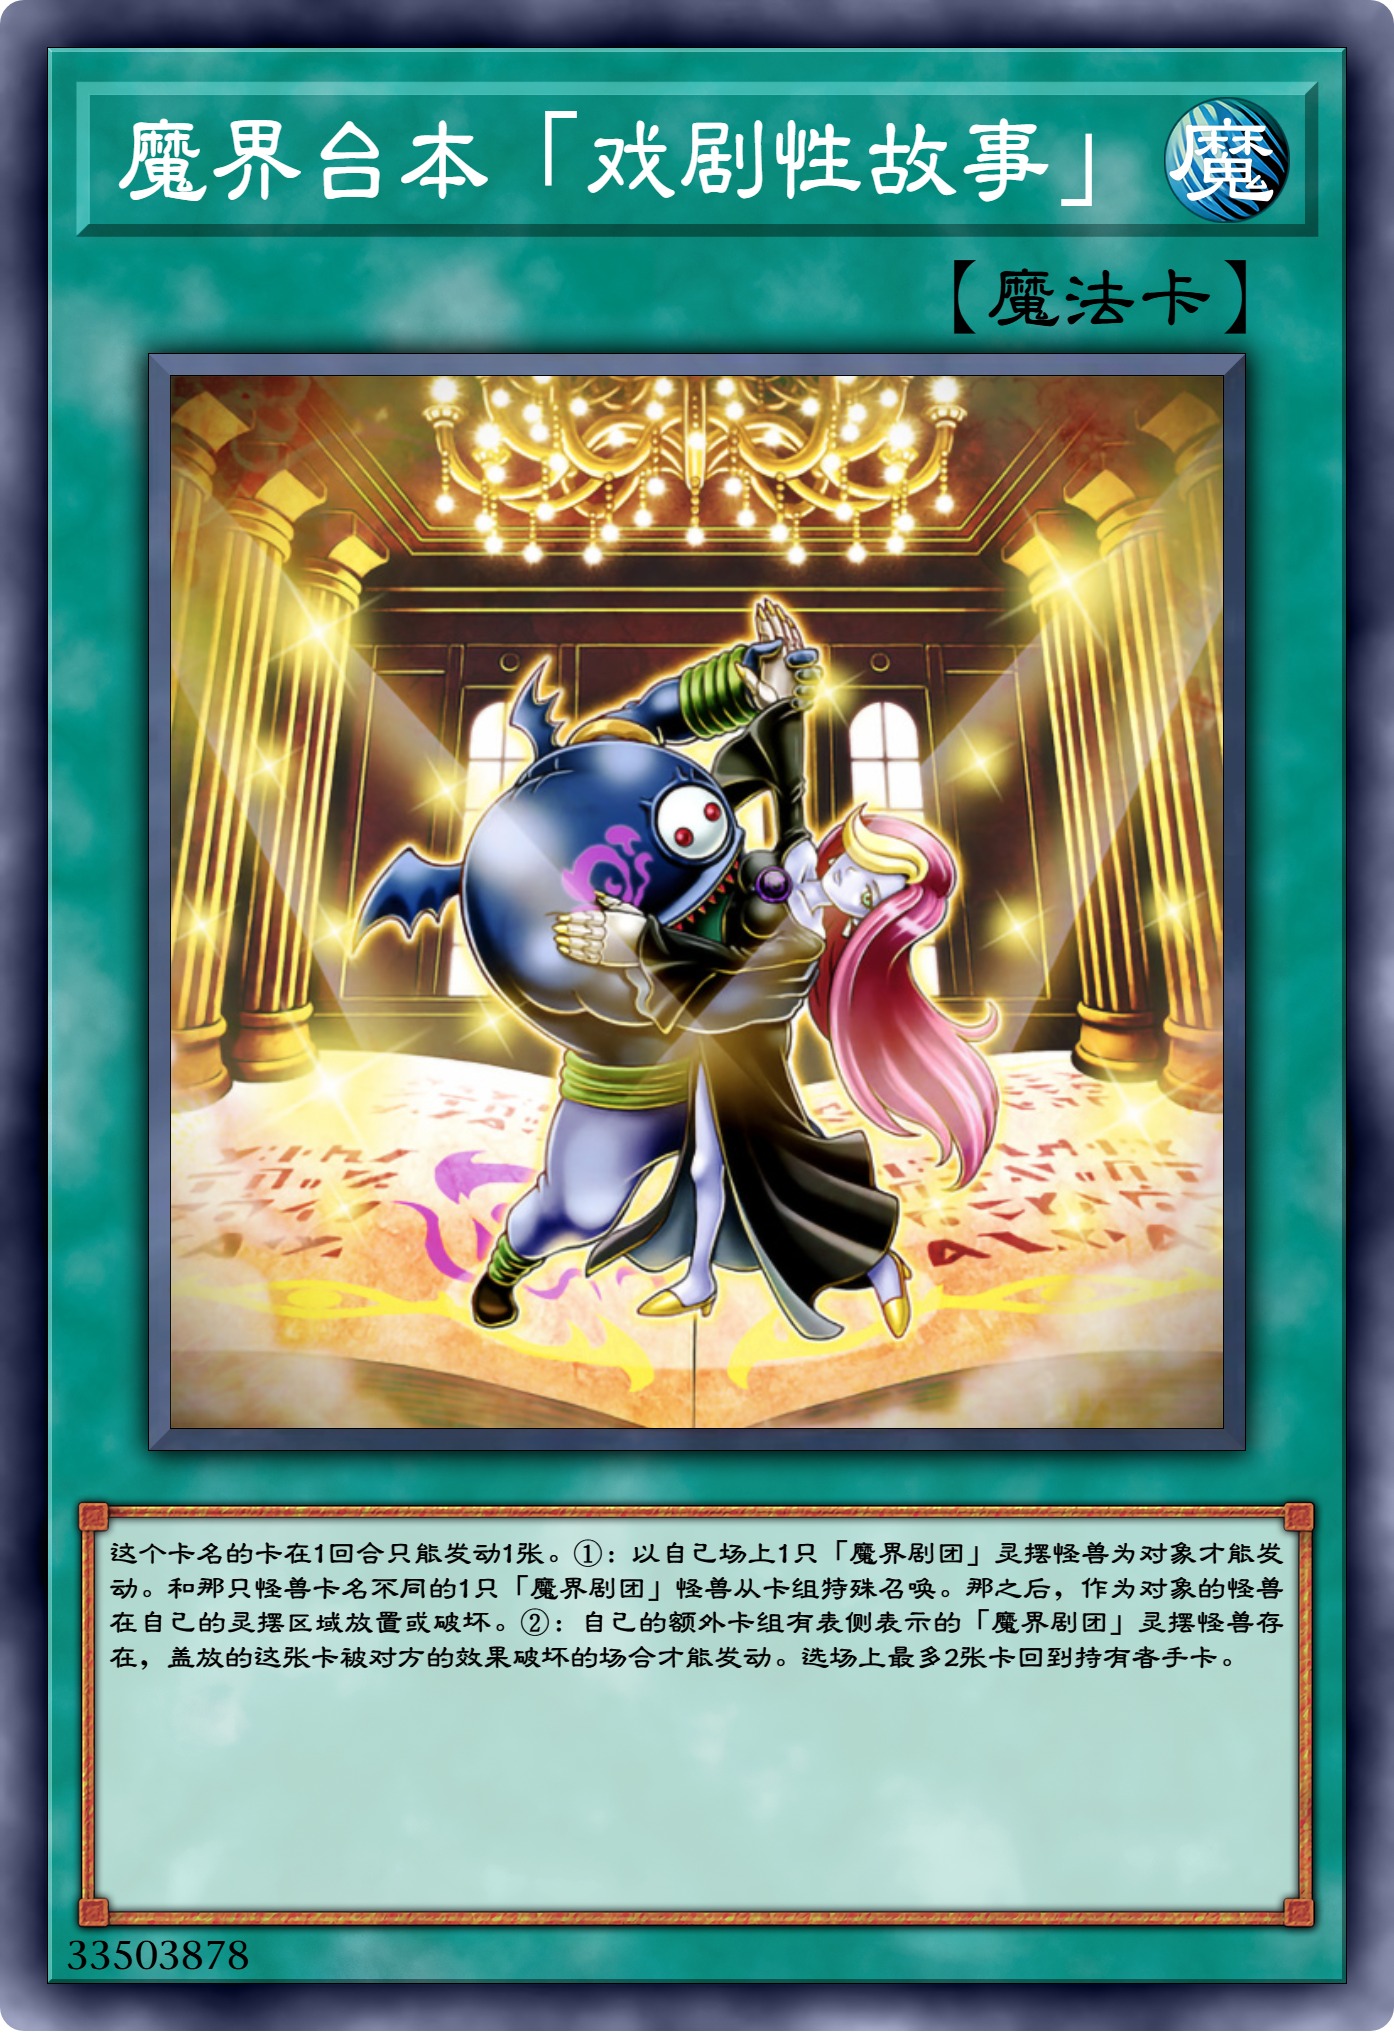 魔界台本「戏剧性故事」 魔
【魔法卡】
这个卡名的卡在1回合只能发动1张。①：以自己场上1只「魔界剧团」灵摆怪兽为对象才能发
动。和那只怪兽卡名不同的1只「魔界剧团」怪兽从卡组特殊召唤。那之后，作为对象的怪兽
在自己的灵摆区域放置或破坏。②：自己的额外卡组有表侧表示的「魔界剧团」灵摆怪兽存
在，盖放的这张卡被对方的效果破坏的场合才能发动。选场上最多2张卡回到持有者手卡。
33503878